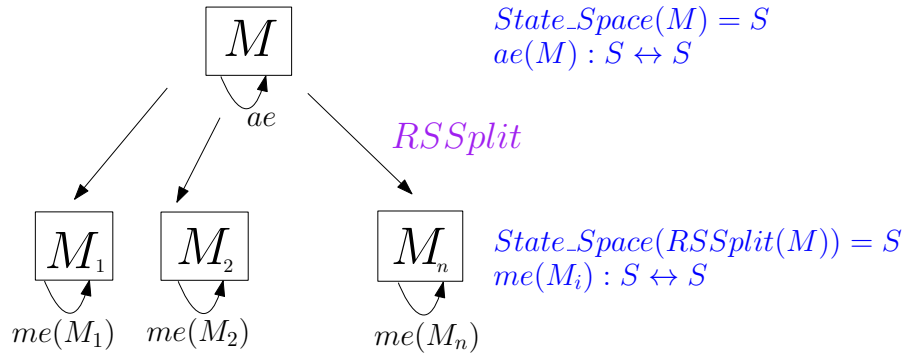 M
State_Space(M) = S
ae(M) : S ↔ S
ae
RSSplit
M₁
M₂
Mₙ
State_Space(RSSplit(M)) = S
me(Mᵢ) : S ↔ S
me(M₁)
me(M₂)
me(Mₙ)